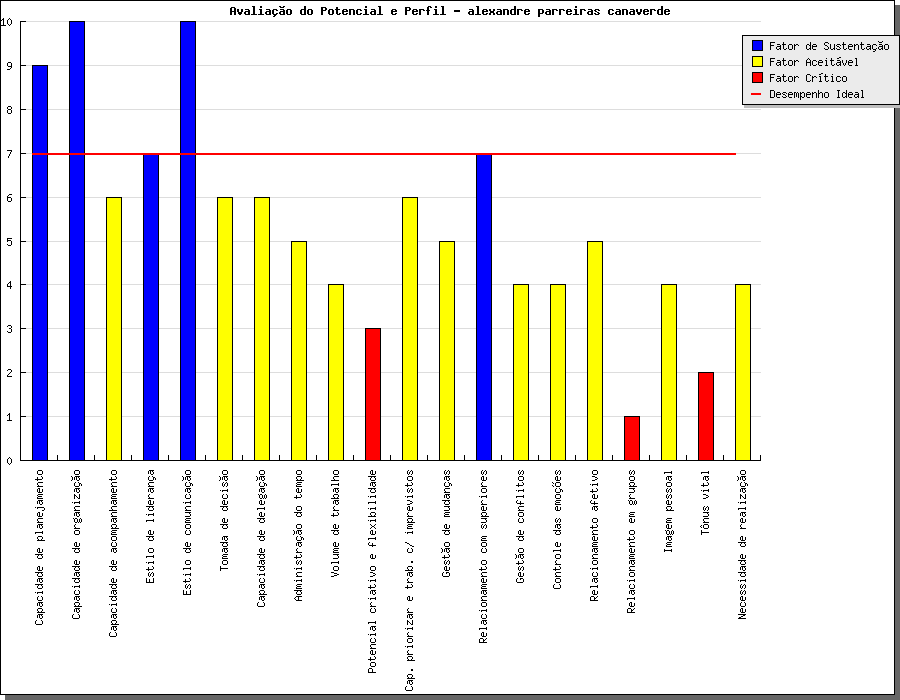 Avaliação do Potencial e Perfil - alexandre parreiras canaverde
Fator de Sustentação
Fator Aceitável
Fator Crítico
Desempenho Ideal
10
9
8
7
6
5
4
3
2
1
0
Capacidade de planejamento
Capacidade de organização
Capacidade de acompanhamento
Estilo de liderança
Estilo de comunicação
Tomada de decisão
Capacidade de delegação
Administração do tempo
Volume de trabalho
Potencial criativo e flexibilidade
Cap. priorizar e trab. c/ imprevistos
Gestão de mudanças
Relacionamento com superiores
Gestão de conflitos
Controle das emoções
Relacionamento afetivo
Relacionamento em grupos
Imagem pessoal
Tônus vital
Necessidade de realização